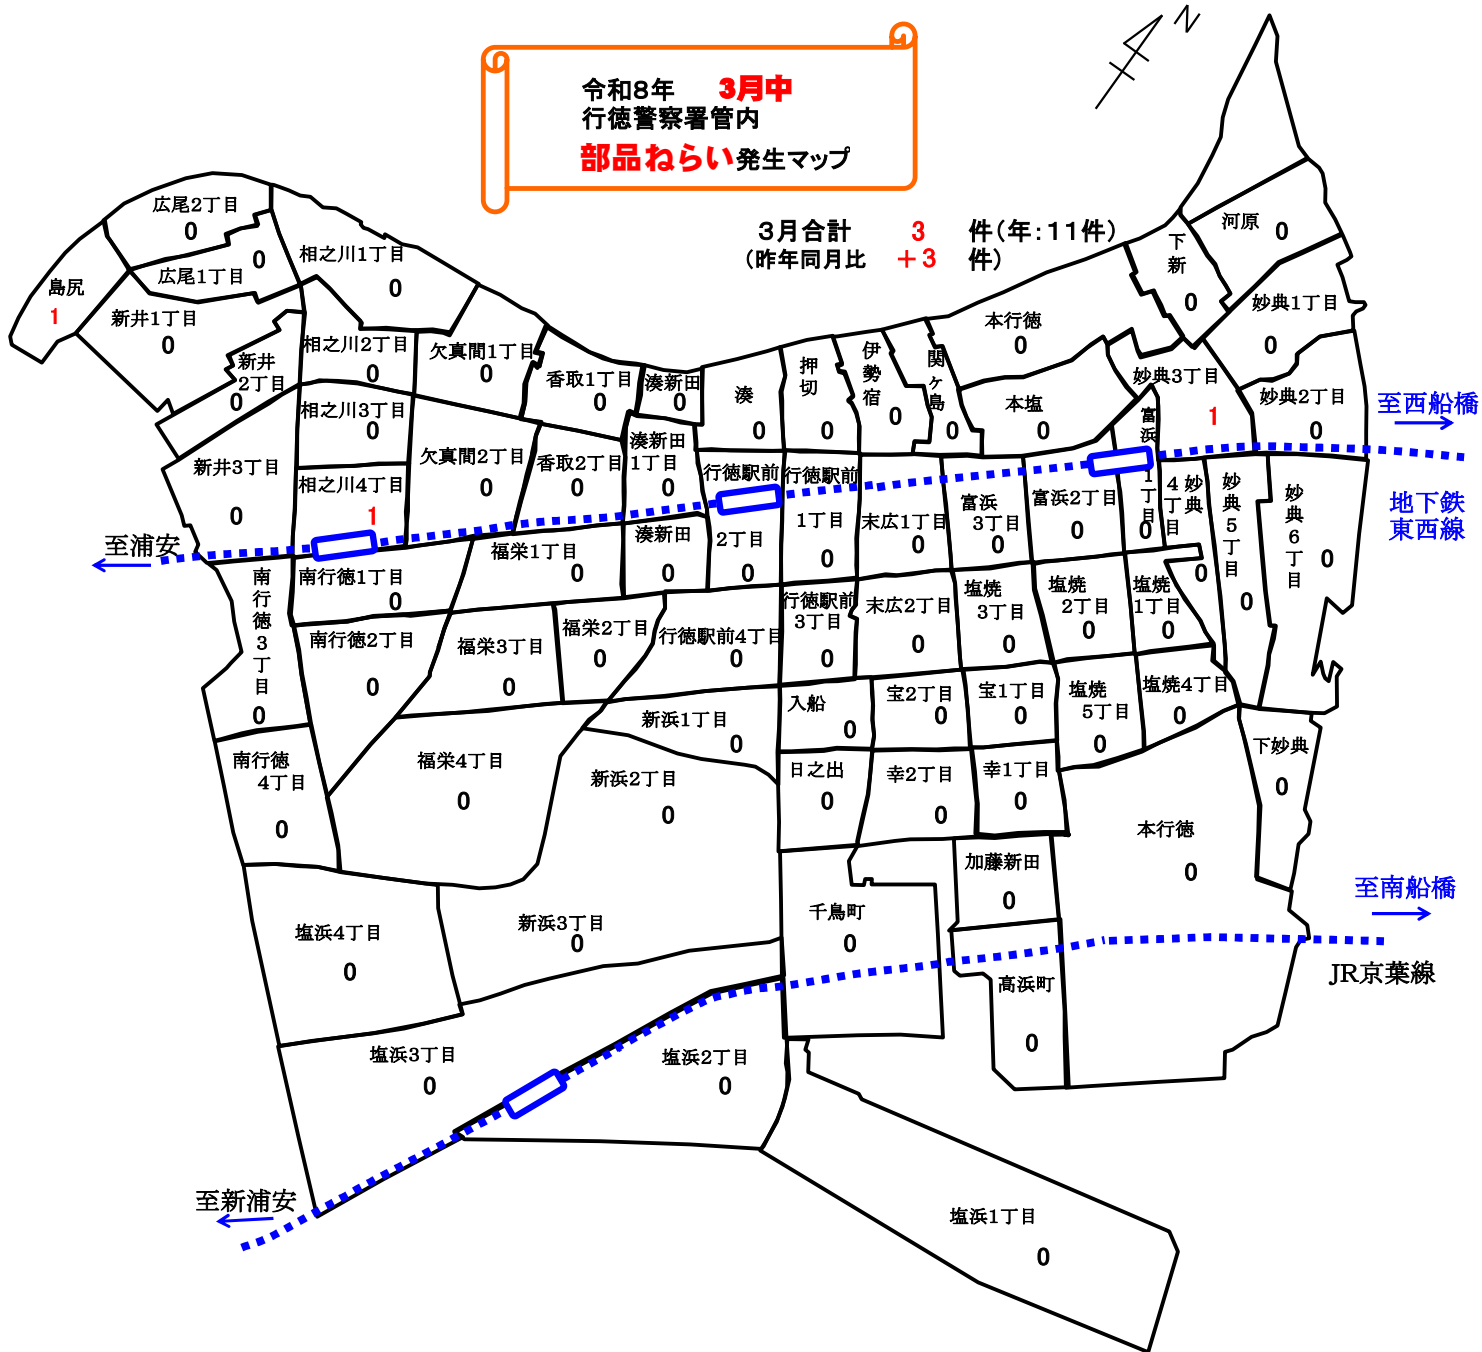 N
令和8年 3月中
行徳警察署管内
部品ねらい発生マップ
3月合計 3 件(年:11件)
(昨年同月比 +3 件)
広尾2丁目
0
広尾1丁目
0
相之川1丁目
0
島尻
1
新井1丁目
0
新井
2丁目
0
相之川2丁目
0
欠真間1丁目
0
香取1丁目
0
湊新田
0
湊
0
押切
0
伊勢宿
0
関ヶ島
0
本行徳
0
本塩
0
下新
0
河原
0
妙典1丁目
0
妙典3丁目
1
妙典2丁目
0
至西船橋
地下鉄
東西線
新井3丁目
0
相之川3丁目
0
相之川4丁目
1
欠真間2丁目
0
香取2丁目
0
湊新田
1丁目
0
行徳駅前
2丁目
0
湊新田
0
行徳駅前
1丁目
0
末広1丁目
0
富浜
3丁目
0
富浜2丁目
0
富浜
1丁目
0
妙典
4丁目
0
妙典5丁目
0
妙典6丁目
0
至浦安
南行徳3丁目
0
南行徳1丁目
0
福栄1丁目
0
南行徳2丁目
0
福栄3丁目
0
福栄2丁目
0
行徳駅前4丁目
0
行徳駅前
3丁目
0
末広2丁目
0
塩焼
3丁目
0
塩焼
2丁目
0
塩焼
1丁目
0
南行徳
4丁目
0
福栄4丁目
0
新浜1丁目
0
新浜2丁目
0
入船
0
宝2丁目
0
宝1丁目
0
塩焼
5丁目
0
塩焼4丁目
0
日之出
0
幸2丁目
0
幸1丁目
0
下妙典
0
本行徳
0
加藤新田
0
千鳥町
0
高浜町
0
新浜3丁目
0
塩浜4丁目
0
塩浜3丁目
0
塩浜2丁目
0
塩浜1丁目
0
至南船橋
JR京葉線
至新浦安